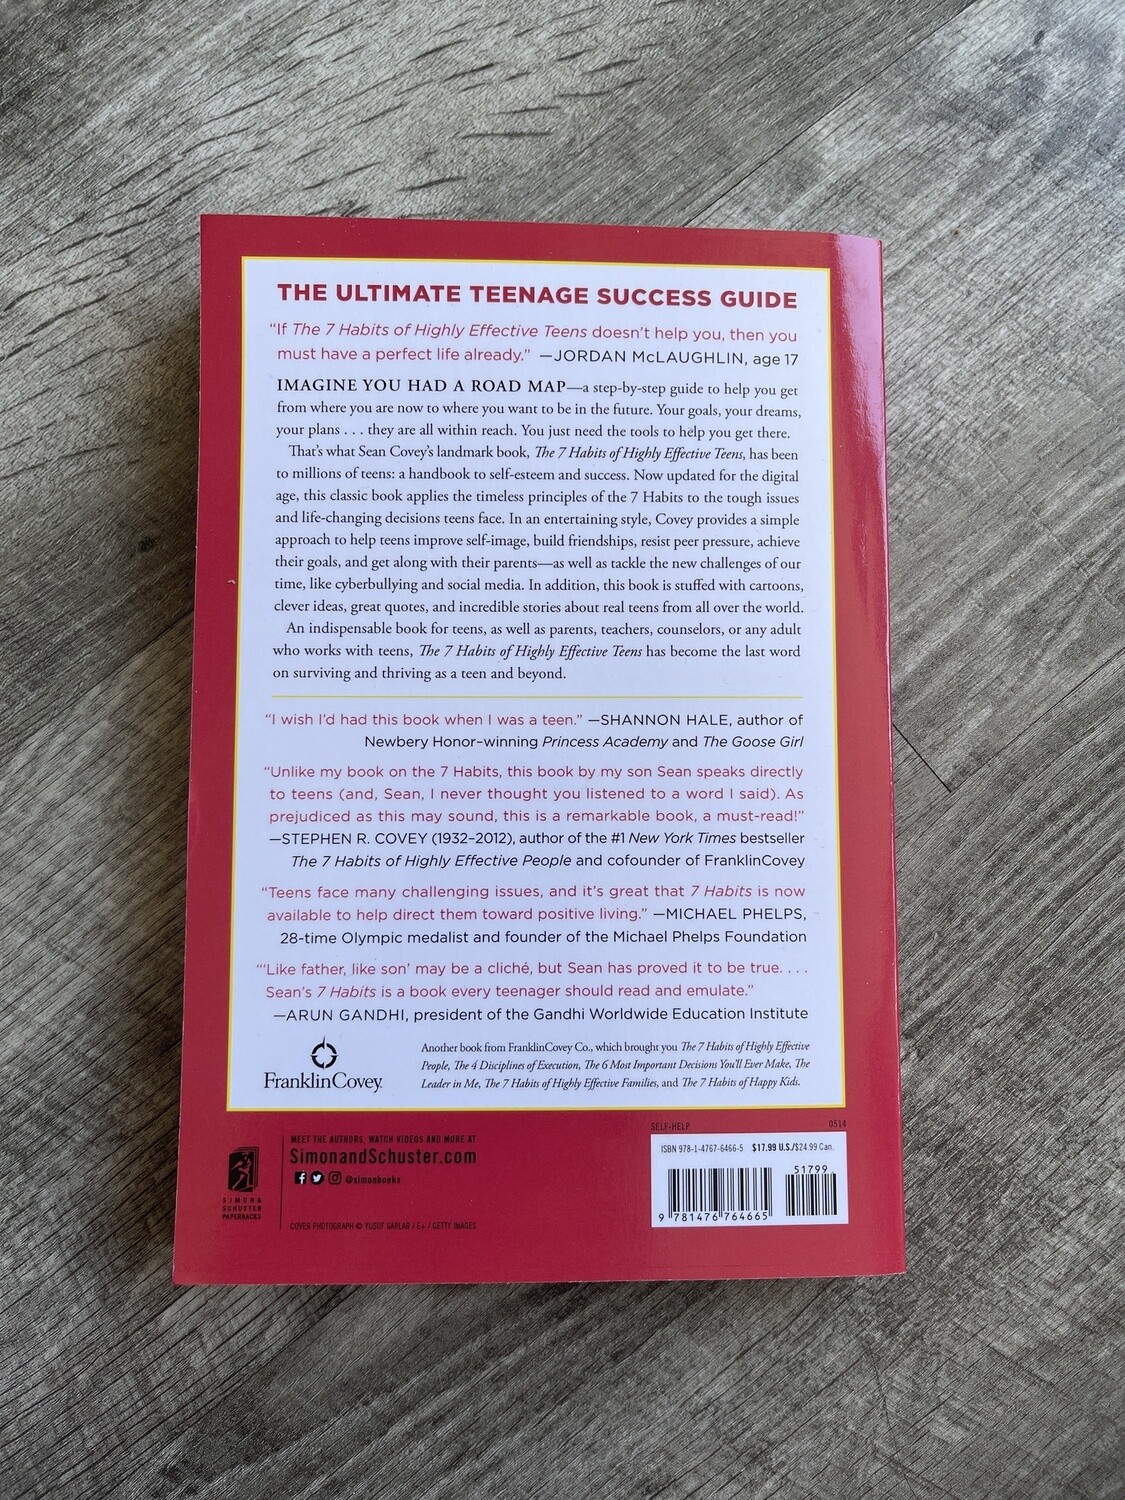 THE ULTIMATE TEENAGE SUCCESS GUIDE
“If The 7 Habits of Highly Effective Teens doesn’t help you, then you
must have a perfect life already.” —JORDAN McLAUGHLIN, age 17
IMAGINE YOU HAD A ROAD MAP—a step-by-step guide to help you get
from where you are now to where you want to be in the future. Your goals, your dreams,
your plans . . . they are all within reach. You just need the tools to help you get there.
That’s what Sean Covey’s landmark book, The 7 Habits of Highly Effective Teens, has been
to millions of teens: a handbook to self-esteem and success. Now updated for the digital
age, this classic book applies the timeless principles of the 7 Habits to the tough issues
and life-changing decisions teens face. In an entertaining style, Covey provides a simple
approach to help teens improve self-image, build friendships, resist peer pressure, achieve
their goals, and get along with their parents—as well as tackle the new challenges of our
time, like cyberbullying and social media. In addition, this book is stuffed with cartoons,
clever ideas, great quotes, and incredible stories about real teens from all over the world.
An indispensable book for teens, as well as parents, teachers, counselors, or any adult
who works with teens, The 7 Habits of Highly Effective Teens has become the last word
on surviving and thriving as a teen and beyond.
“I wish I’d had this book when I was a teen.” —SHANNON HALE, author of
Newbery Honor–winning Princess Academy and The Goose Girl
“Unlike my book on the 7 Habits, this book by my son Sean speaks directly
to teens (and, Sean, I never thought you listened to a word I said). As
prejudiced as this may sound, this is a remarkable book, a must-read!”
—STEPHEN R. COVEY (1932–2012), author of the #1 New York Times bestseller
The 7 Habits of Highly Effective People and cofounder of FranklinCovey
“Teens face many challenging issues, and it’s great that 7 Habits is now
available to help direct them toward positive living.” —MICHAEL PHELPS,
28-time Olympic medalist and founder of the Michael Phelps Foundation
“‘Like father, like son’ may be a cliché, but Sean has proved it to be true. . . .
Sean’s 7 Habits is a book every teenager should read and emulate.”
—ARUN GANDHI, president of the Gandhi Worldwide Education Institute
FranklinCovey
Another book from FranklinCovey Co., which brought you The 7 Habits of Highly Effective
People, The 4 Disciplines of Execution, The 6 Most Important Decisions You’ll Ever Make, The
Leader in Me, The 7 Habits of Highly Effective Families, and The 7 Habits of Happy Kids.
SELF-HELP 0514
MEET THE AUTHORS, WATCH VIDEOS AND MORE AT
SimonandSchuster.com
@simonbooks
SIMON &
SCHUSTER
PAPERBACKS
COVER PHOTOGRAPH © YUSUF SARLAR / E+ / GETTY IMAGES
ISBN 978-1-4767-6466-5 $17.99 U.S./$24.99 Can.
51799
9 781476 764665